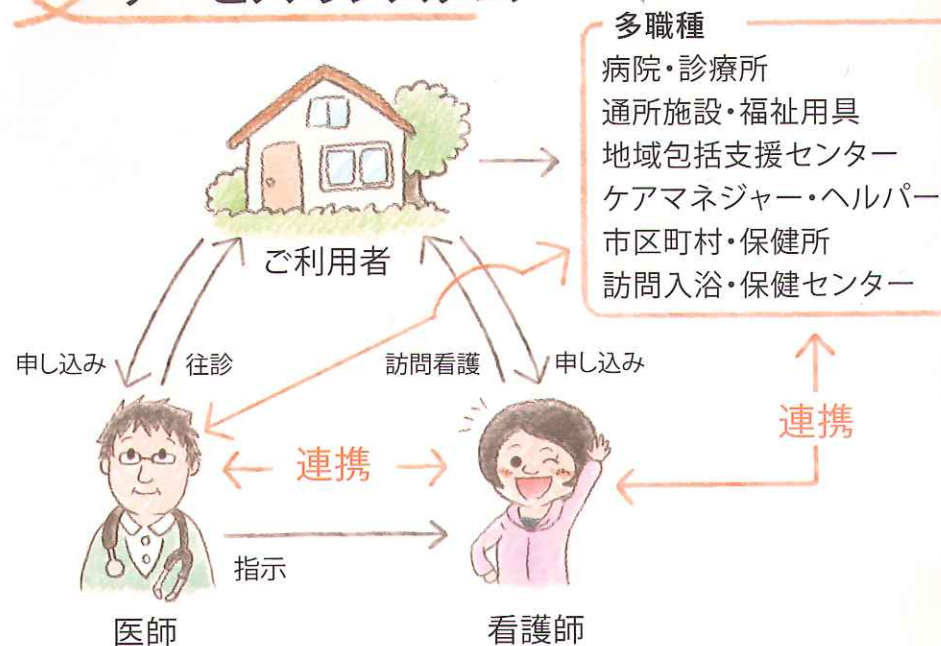 多職種
病院・診療所
通所施設・福祉用具
地域包括支援センター
ケアマネジャー・ヘルパー
市区町村・保健所
訪問入浴・保健センター
ご利用者
申し込み
往診
訪問看護
申し込み
連携
連携
指示
医師
看護師